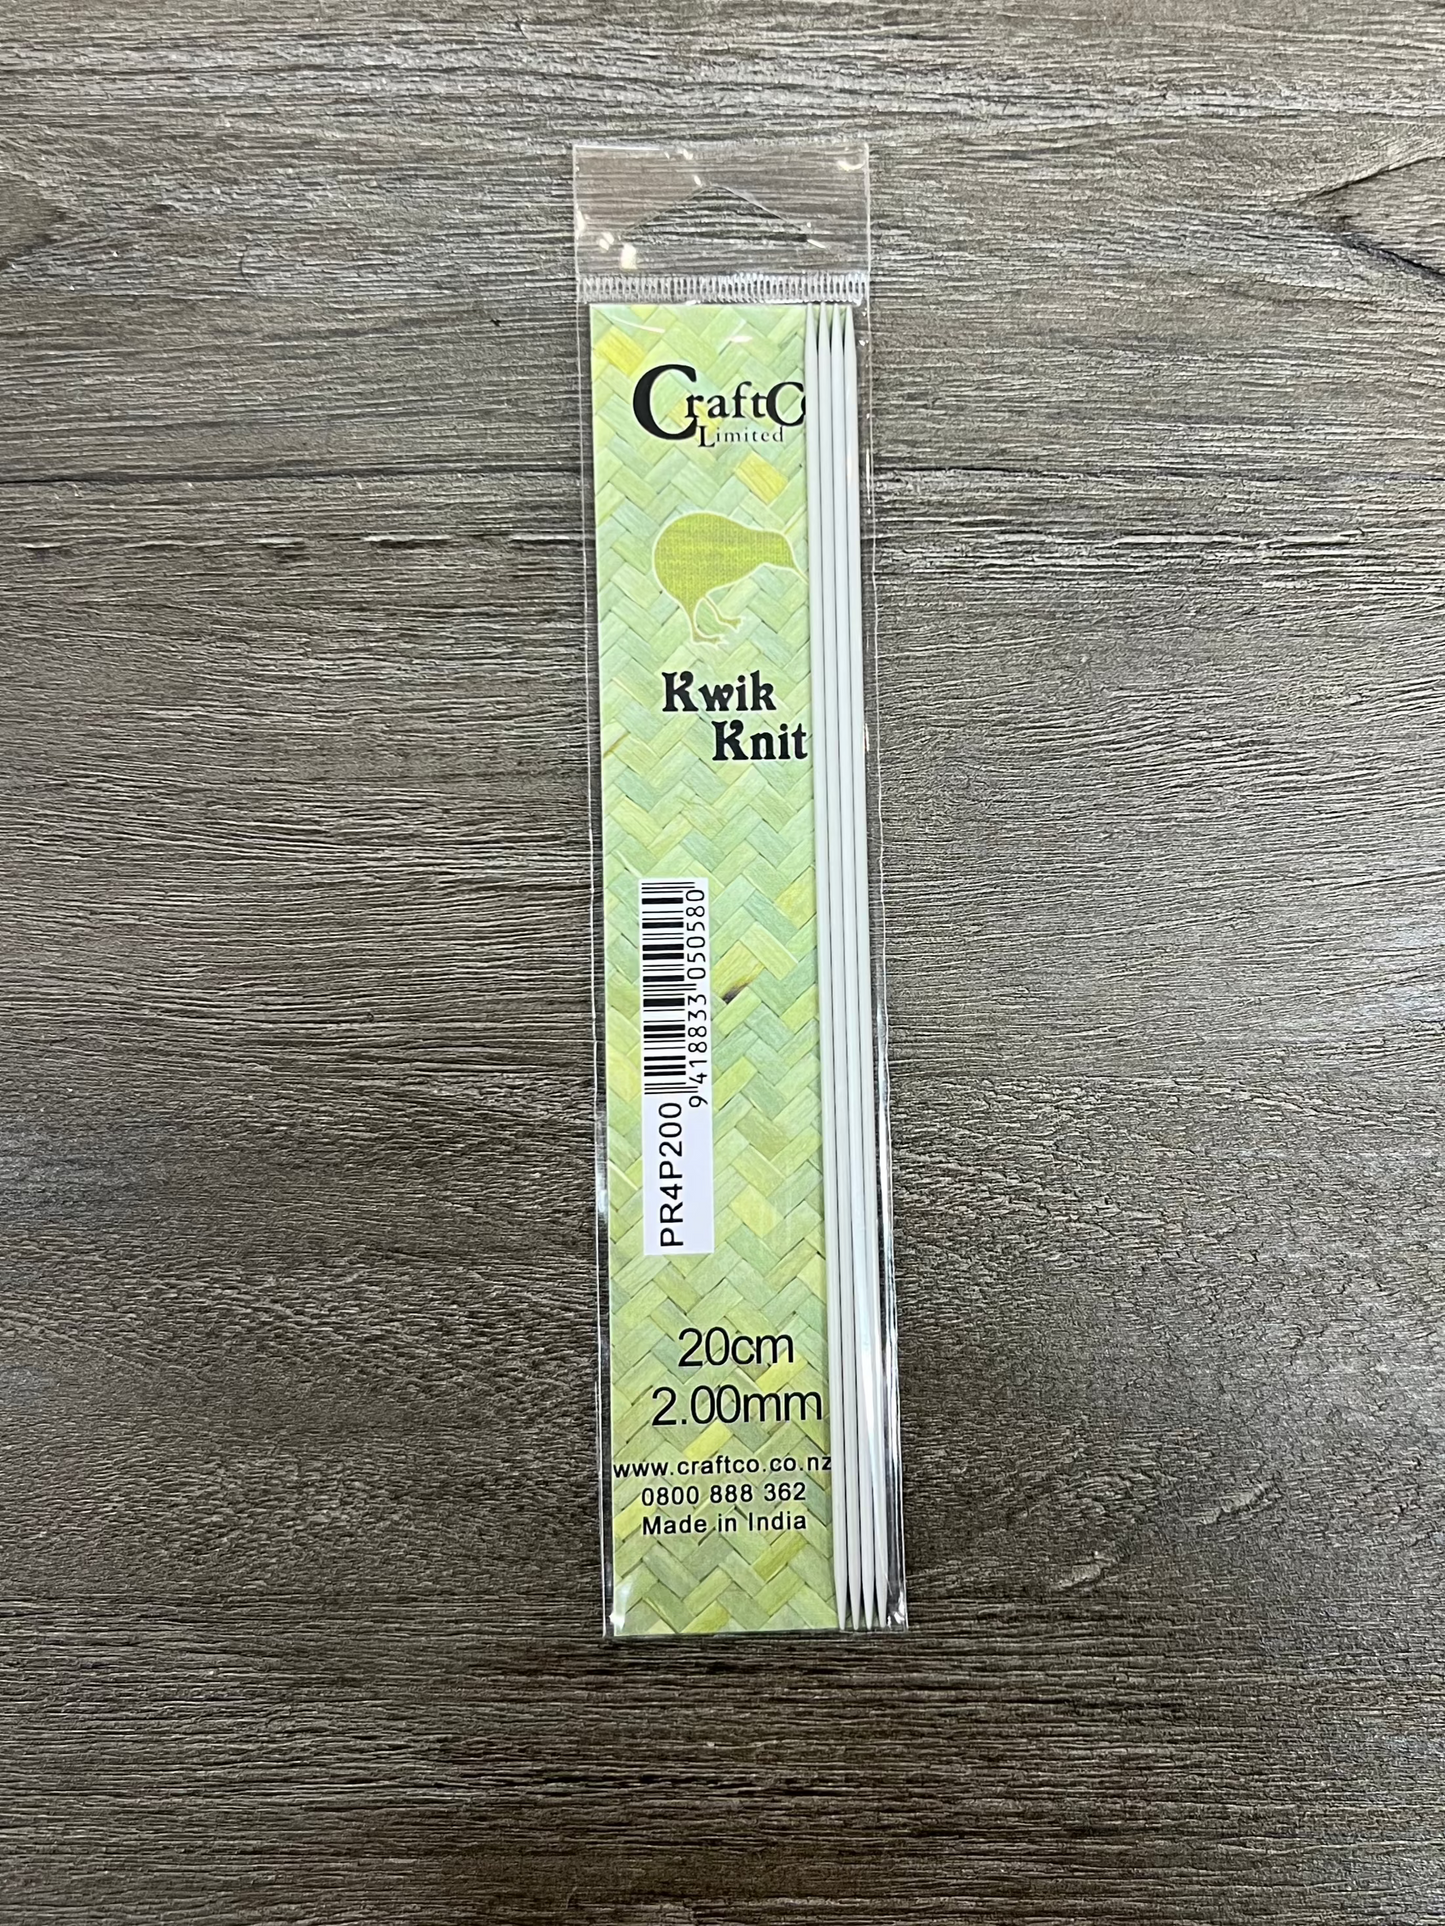 CraftCo
Limited
Kwik
Knit
9 418833 050580
PR4P200
20cm
2.00mm
www.craftco.co.nz
0800 888 362
Made in India